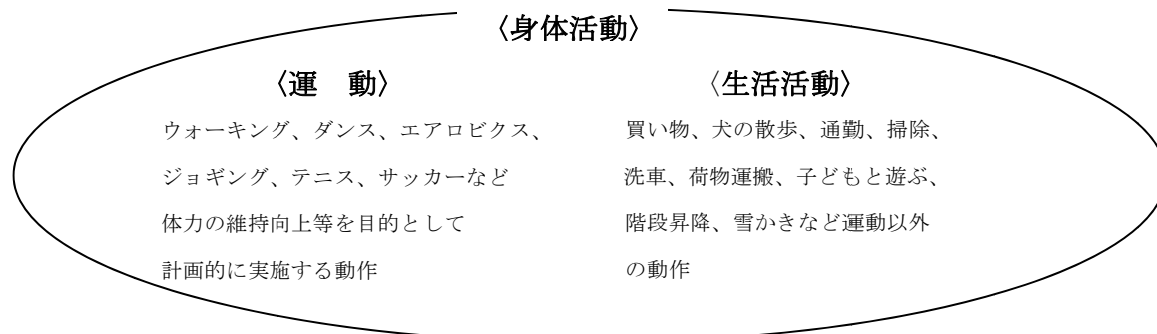 〈身体活動〉
〈運　動〉
ウォーキング、ダンス、エアロビクス、
ジョギング、テニス、サッカーなど
体力の維持向上等を目的として
計画的に実施する動作
〈生活活動〉
買い物、犬の散歩、通勤、掃除、
洗車、荷物運搬、子どもと遊ぶ、
階段昇降、雪かきなど運動以外
の動作